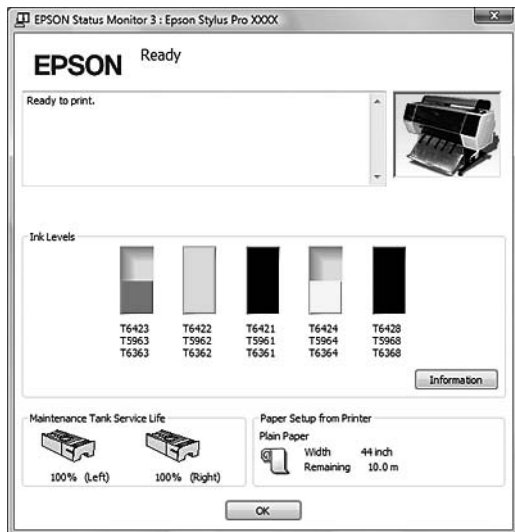 EPSON Status Monitor 3 : Epson Stylus Pro XXXX
EPSON
Ready
Ready to print.
Ink Levels
T6423 T6422 T6421 T6424 T6428
T5963 T5962 T5961 T5964 T5968
T6363 T6362 T6361 T6364 T6368
Information
Maintenance Tank Service Life
100% (Left) 100% (Right)
Paper Setup from Printer
Plain Paper
Width 44 inch
Remaining 10.0 m
OK